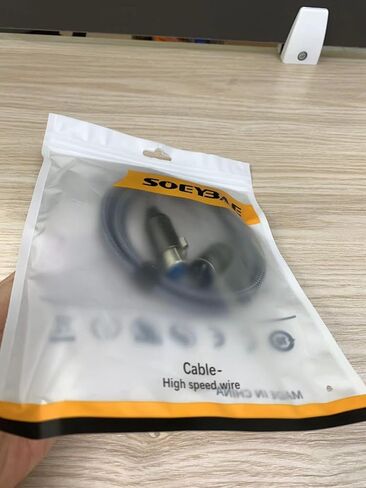 SOEYBAE
Cable-
High speed wire
MADE IN CHINA